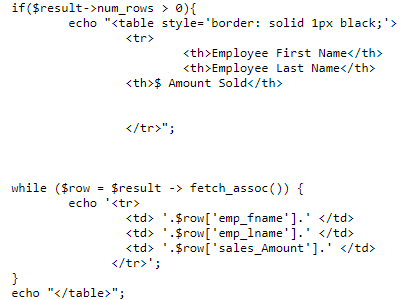 if($result->num_rows > 0){
echo "<table style='border: solid 1px black;'>
<tr>
<th>Employee First Name</th>
<th>Employee Last Name</th>
<th>$ Amount Sold</th>
</tr>";
while ($row = $result -> fetch_assoc()) {
echo '<tr>
<td> '.$row['emp_fname'].' </td>
<td> '.$row['emp_lname'].' </td>
<td> '.$row['sales_Amount'].' </td>
</tr>';
}
echo "</table>";